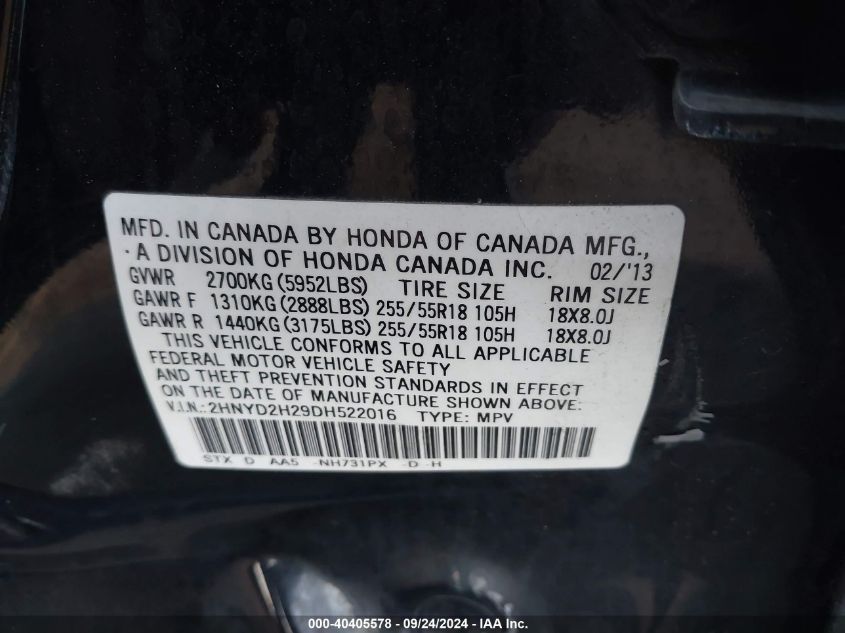 MFD. IN CANADA BY HONDA OF CANADA MFG.,
A DIVISION OF HONDA CANADA INC. 02/'13
GVWR 2700KG (5952LBS) TIRE SIZE RIM SIZE
GAWR F 1310KG (2888LBS) 255/55R18 105H 18X8.0J
GAWR R 1440KG (3175LBS) 255/55R18 105H 18X8.0J
THIS VEHICLE CONFORMS TO ALL APPLICABLE
FEDERAL MOTOR VEHICLE SAFETY
AND THEFT PREVENTION STANDARDS IN EFFECT
ON THE DATE OF MANUFACTURE SHOWN ABOVE.
V.I.N.: 2HNYD2H29DH522016 TYPE: MPV
STX D AA5 -NH731PX -D -H
000-40405578 - 09/24/2024 - IAA Inc.